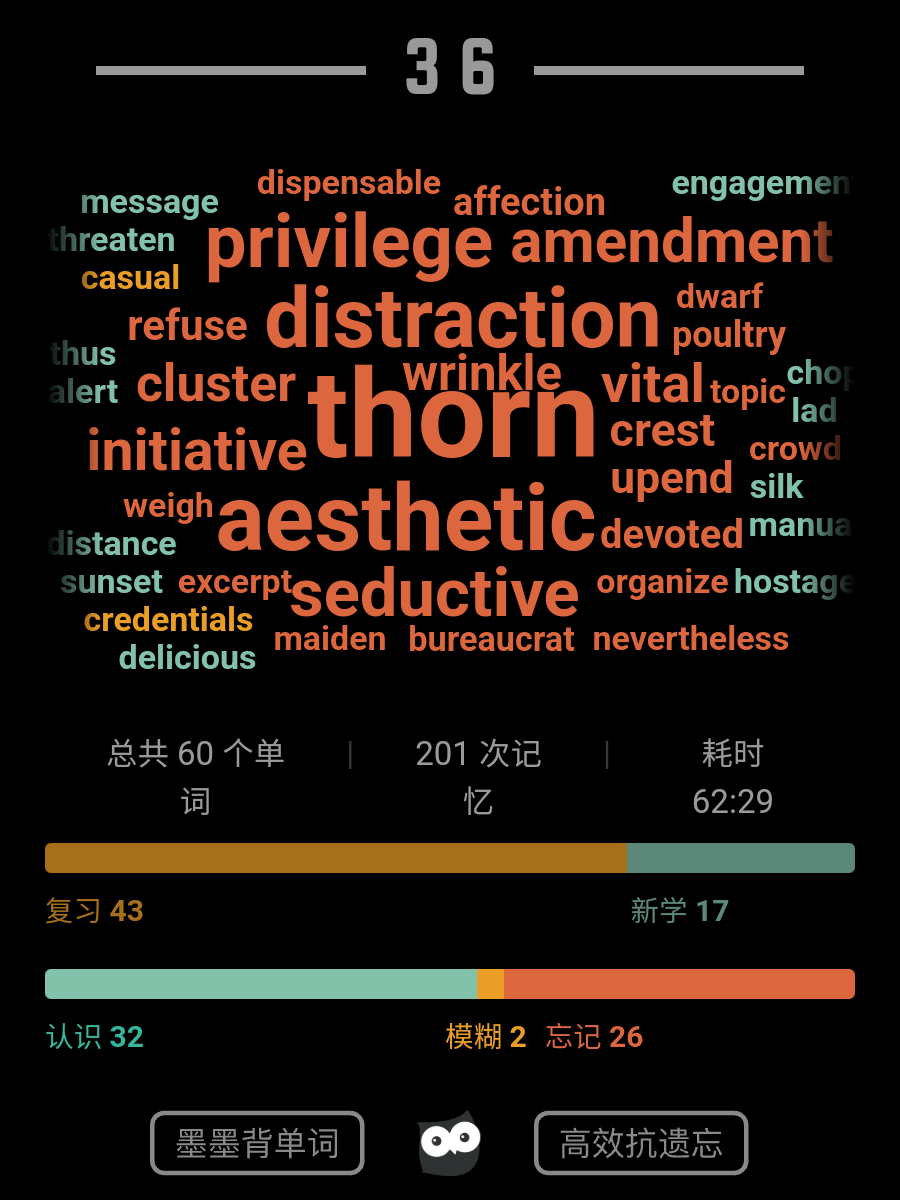 36
dispensable
engagemen
message
affection
threaten
privilege
amendment
casual
dwarf
refuse
distraction
poultry
thus
wrinkle
chop
alert
cluster
thorn
vital
topic
lad
initiative
crest
crowd
upend
silk
weigh
aesthetic
devoted
manua
distance
sunset
excerpt
seductive
organize
hostage
credentials
maiden
bureaucrat
nevertheless
delicious
总共 60 个单词
201 次记忆
耗时 62:29
复习 43
新学 17
认识 32
模糊 2
忘记 26
墨墨背单词
高效抗遗忘